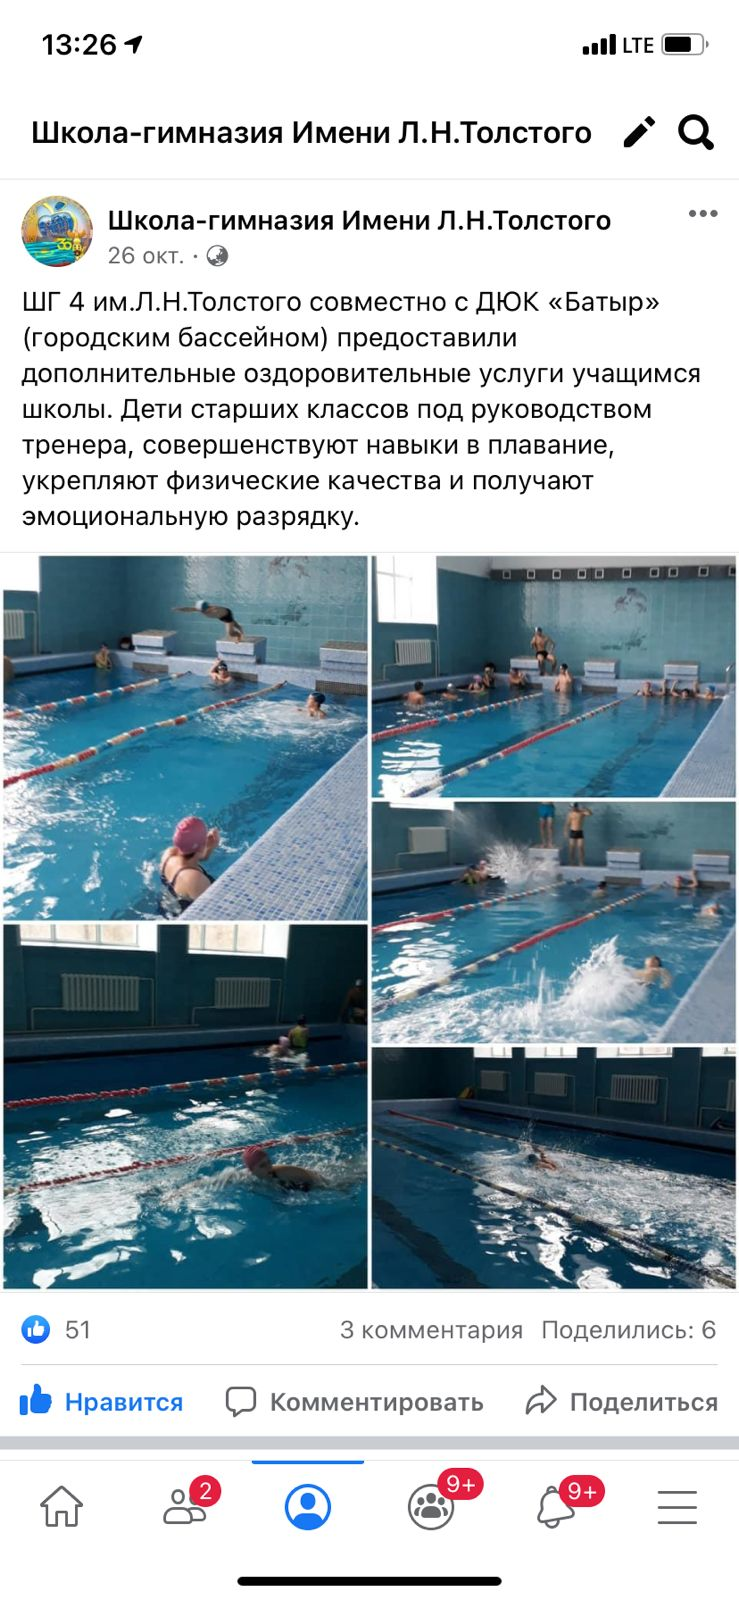 13:26
LTE
Школа-гимназия Имени Л.Н.Толстого
Школа-гимназия Имени Л.Н.Толстого
26 окт. ·
ШГ 4 им.Л.Н.Толстого совместно с ДЮК «Батыр»
(городским бассейном) предоставили
дополнительные оздоровительные услуги учащимся
школы. Дети старших классов под руководством
тренера, совершенствуют навыки в плавание,
укрепляют физические качества и получают
эмоциональную разрядку.
51
3 комментария Поделились: 6
Нравится Комментировать Поделиться
2
9+
9+